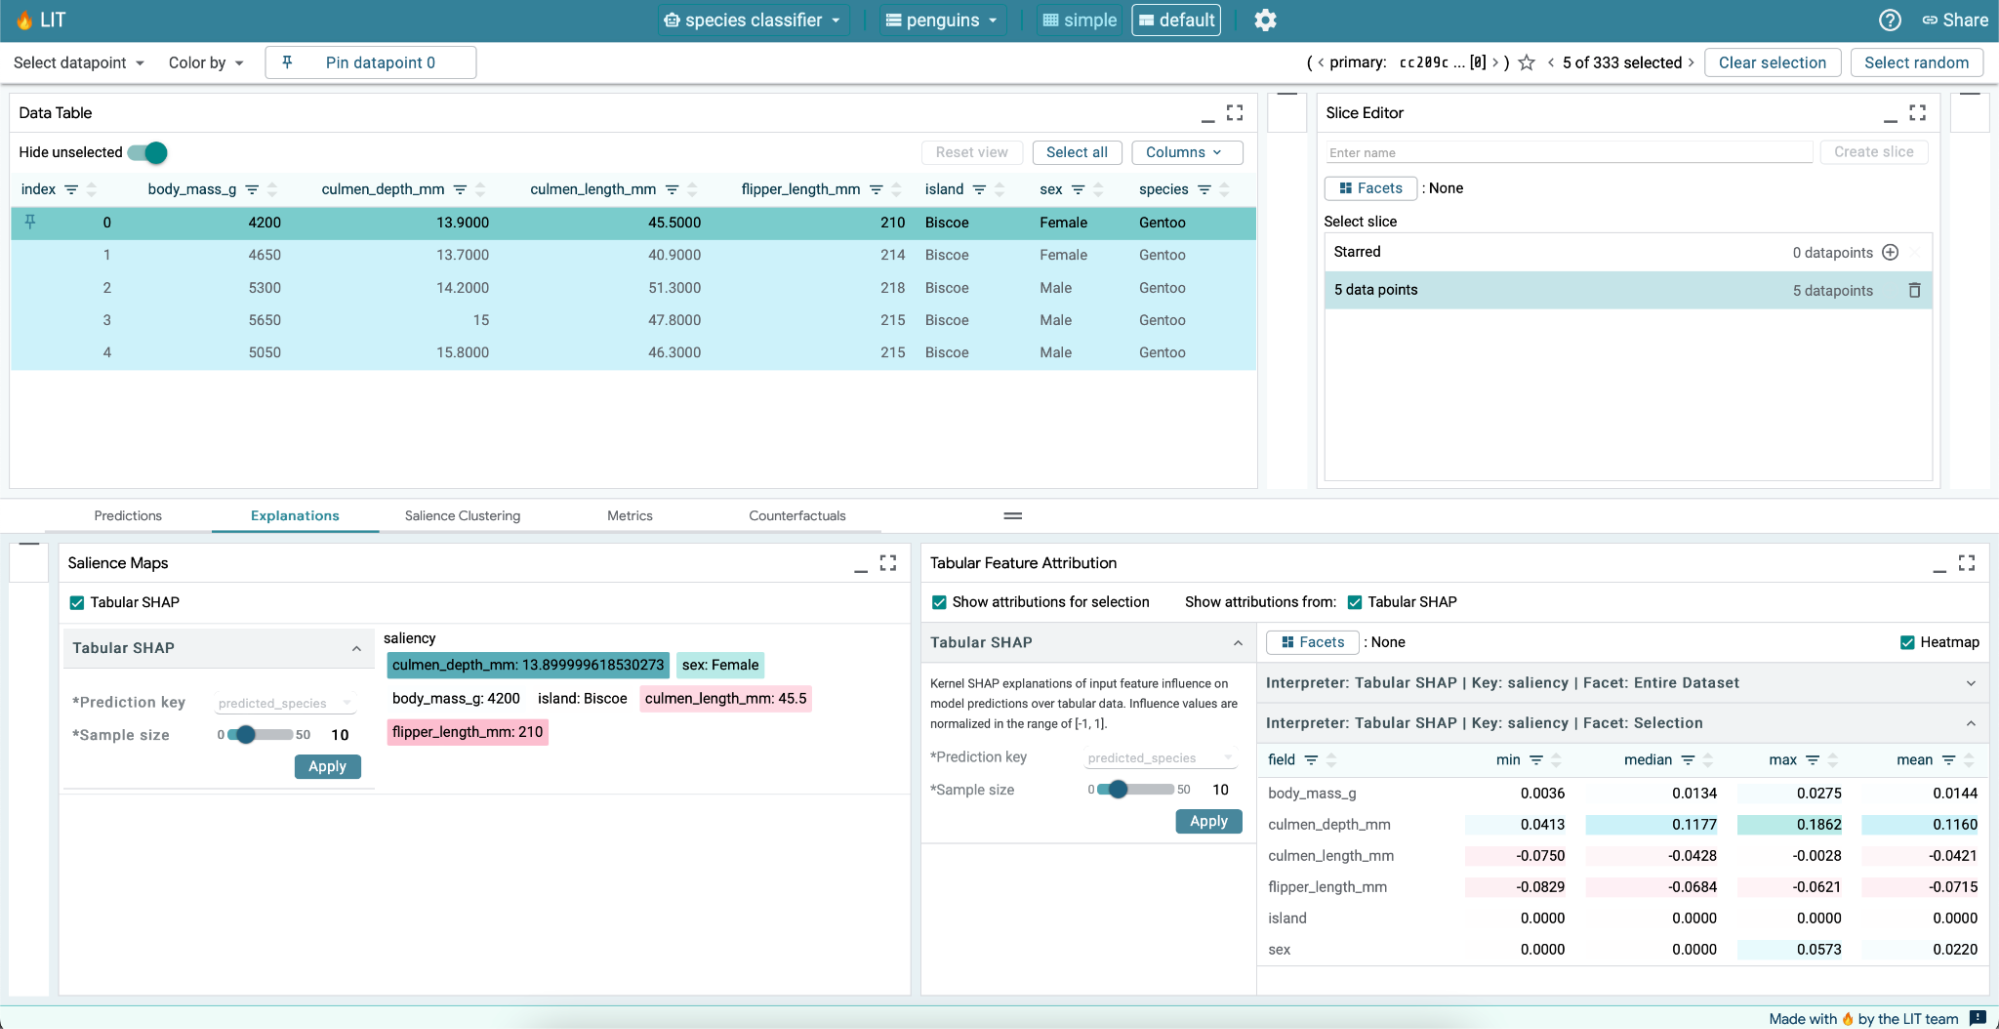 LIT species classifier penguins simple default Share
Select datapoint Color by Pin datapoint 0 ( < primary: cc209c ... [0] > ) < 5 of 333 selected > Clear selection Select random
Data Table
Hide unselected Reset view Select all Columns
index body_mass_g culmen_depth_mm culmen_length_mm flipper_length_mm island sex species
0 4200 13.9000 45.5000 210 Biscoe Female Gentoo
1 4650 13.7000 40.9000 214 Biscoe Female Gentoo
2 5300 14.2000 51.3000 218 Biscoe Male Gentoo
3 5650 15 47.8000 215 Biscoe Male Gentoo
4 5050 15.8000 46.3000 215 Biscoe Male Gentoo
Slice Editor
Enter name Create slice
Facets : None
Select slice
Starred 0 datapoints
5 data points 5 datapoints
Predictions Explanations Salience Clustering Metrics Counterfactuals
Salience Maps
Tabular SHAP
Tabular SHAP
*Prediction key predicted_species
*Sample size 0 50 10
Apply
saliency
culmen_depth_mm: 13.899999618530273 sex: Female
body_mass_g: 4200 island: Biscoe culmen_length_mm: 45.5
flipper_length_mm: 210
Tabular Feature Attribution
Show attributions for selection Show attributions from: Tabular SHAP
Tabular SHAP
Kernel SHAP explanations of input feature influence on
model predictions over tabular data. Influence values are
normalized in the range of [-1, 1].
*Prediction key predicted_species
*Sample size 0 50 10
Apply
Facets : None Heatmap
Interpreter: Tabular SHAP | Key: saliency | Facet: Entire Dataset
Interpreter: Tabular SHAP | Key: saliency | Facet: Selection
field min median max mean
body_mass_g 0.0036 0.0134 0.0275 0.0144
culmen_depth_mm 0.0413 0.1177 0.1862 0.1160
culmen_length_mm -0.0750 -0.0428 -0.0028 -0.0421
flipper_length_mm -0.0829 -0.0684 -0.0621 -0.0715
island 0.0000 0.0000 0.0000 0.0000
sex 0.0000 0.0000 0.0573 0.0220
Made with 🔥 by the LIT team